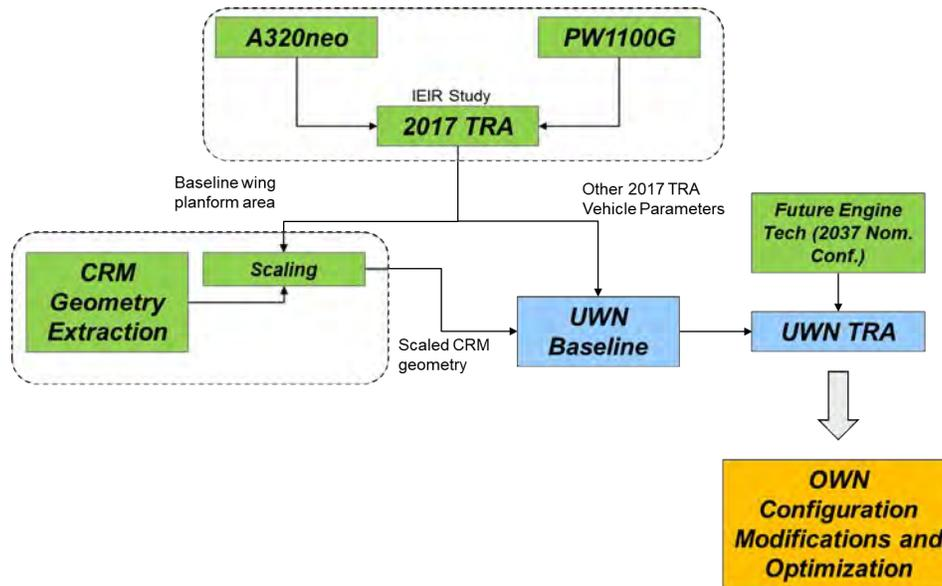 A320neo
PW1100G
IEIR Study
2017 TRA
Baseline wing
planform area
Other 2017 TRA
Vehicle Parameters
Future Engine
Tech (2037 Nom.
Conf.)
CRM
Geometry
Extraction
Scaling
Scaled CRM
geometry
UWN
Baseline
UWN TRA
OWN
Configuration
Modifications and
Optimization